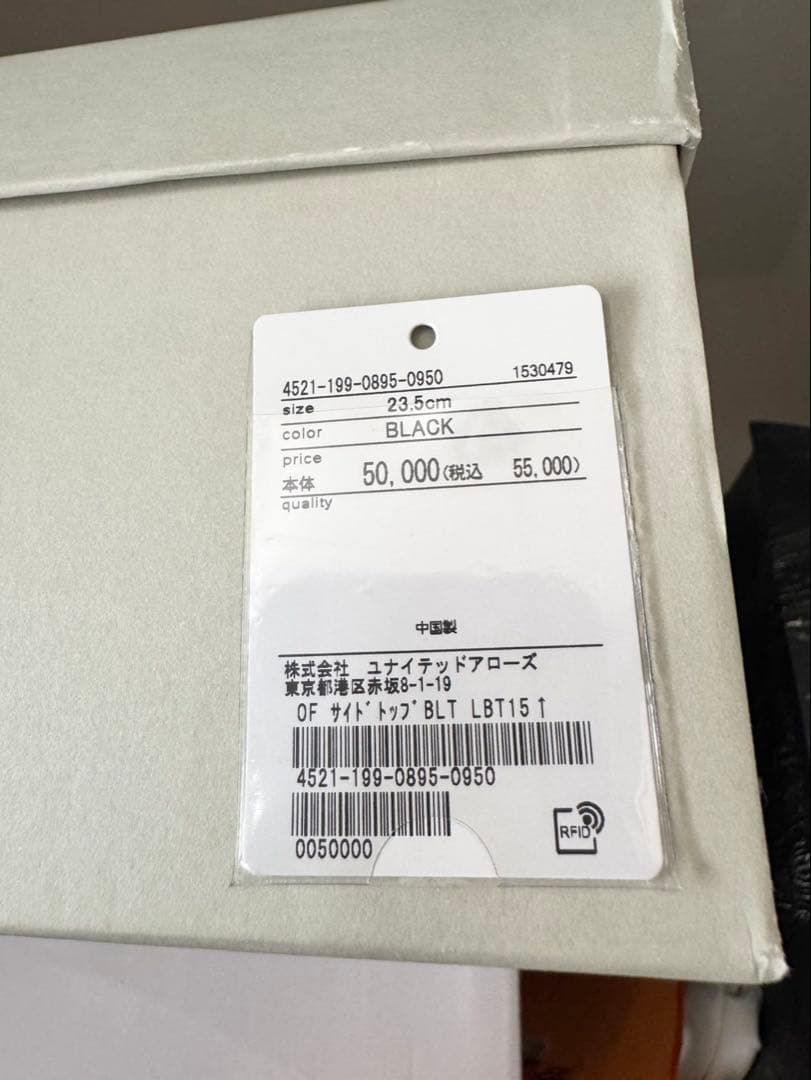 4521-199-0895-0950 1530479
size 23.5cm
color BLACK
price
本体 50,000(税込 55,000)
quality
中国製
株式会社 ユナイテッドアローズ
東京都港区赤坂8-1-19
OF サイドトップBLT LBT15↑
4521-199-0895-0950
0050000
RFID